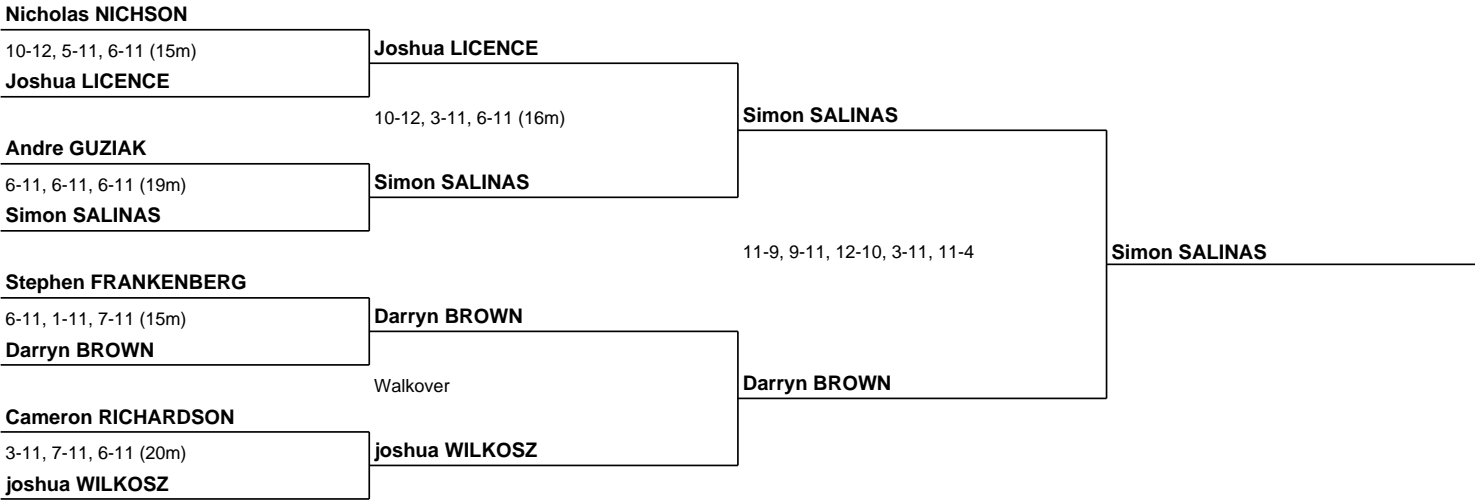 Nicholas NICHSON
10-12, 5-11, 6-11 (15m)
Joshua LICENCE
Joshua LICENCE
10-12, 3-11, 6-11 (16m)
Simon SALINAS
Andre GUZIAK
6-11, 6-11, 6-11 (19m)
Simon SALINAS
Simon SALINAS
11-9, 9-11, 12-10, 3-11, 11-4
Simon SALINAS
Stephen FRANKENBERG
6-11, 1-11, 7-11 (15m)
Darryn BROWN
Darryn BROWN
Walkover
Darryn BROWN
Cameron RICHARDSON
3-11, 7-11, 6-11 (20m)
joshua WILKOSZ
joshua WILKOSZ